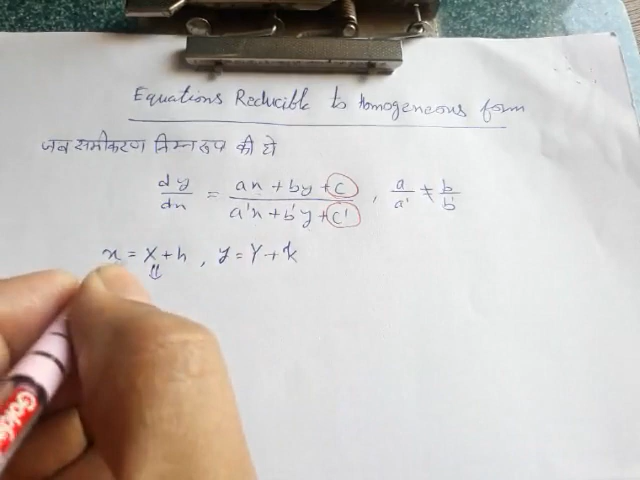 Equations Reducible to Homogeneous form
जब समीकरण निम्न रूप की हो
dy/dx = (ax + by + c)/(a'x + b'y + c') , a/a' ≠ b/b'
x = X + h , y = Y + k